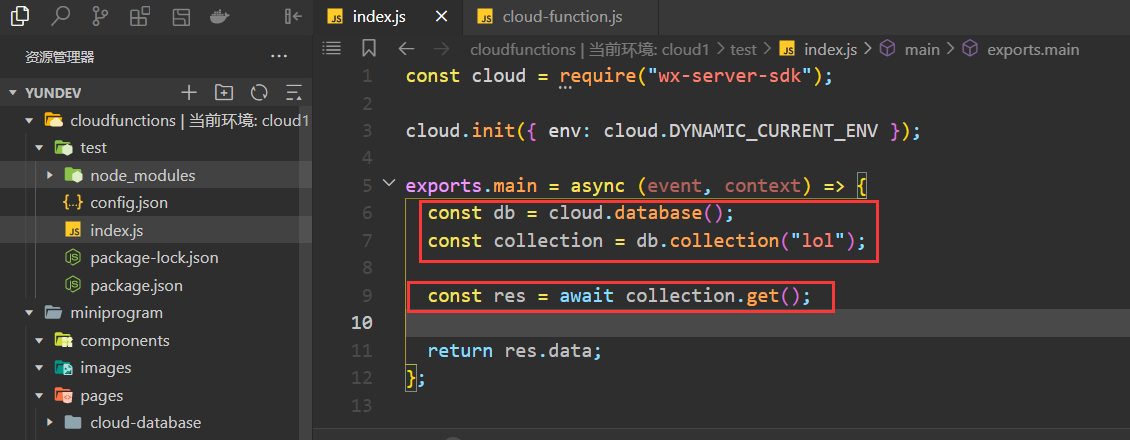 index.js
cloud-function.js
资源管理器
cloudfunctions | 当前环境: cloud1 > test > index.js > main > exports.main
YUNDEV
cloudfunctions | 当前环境: cloud1
test
node_modules
config.json
index.js
package-lock.json
package.json
miniprogram
components
images
pages
cloud-database
1 const cloud = require("wx-server-sdk");
2
3 cloud.init({ env: cloud.DYNAMIC_CURRENT_ENV });
4
5 exports.main = async (event, context) => {
6 const db = cloud.database();
7 const collection = db.collection("lol");
8
9 const res = await collection.get();
10
11 return res.data;
12 };
13